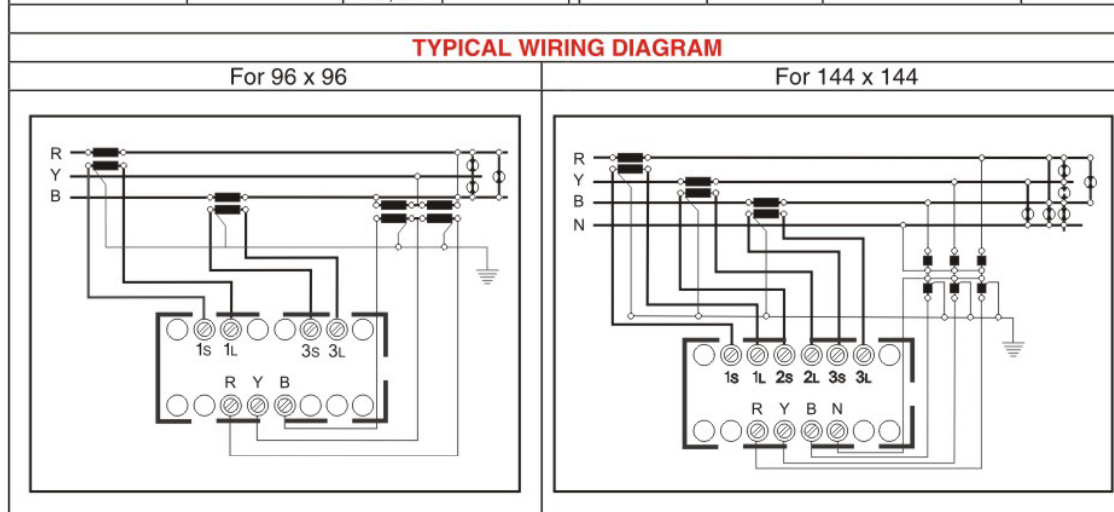 TYPICAL WIRING DIAGRAM
For 96 x 96
For 144 x 144
R
Y
B
1S 1L 3S 3L
R Y B
R
Y
B
N
1S 1L 2S 2L 3S 3L
R Y B N